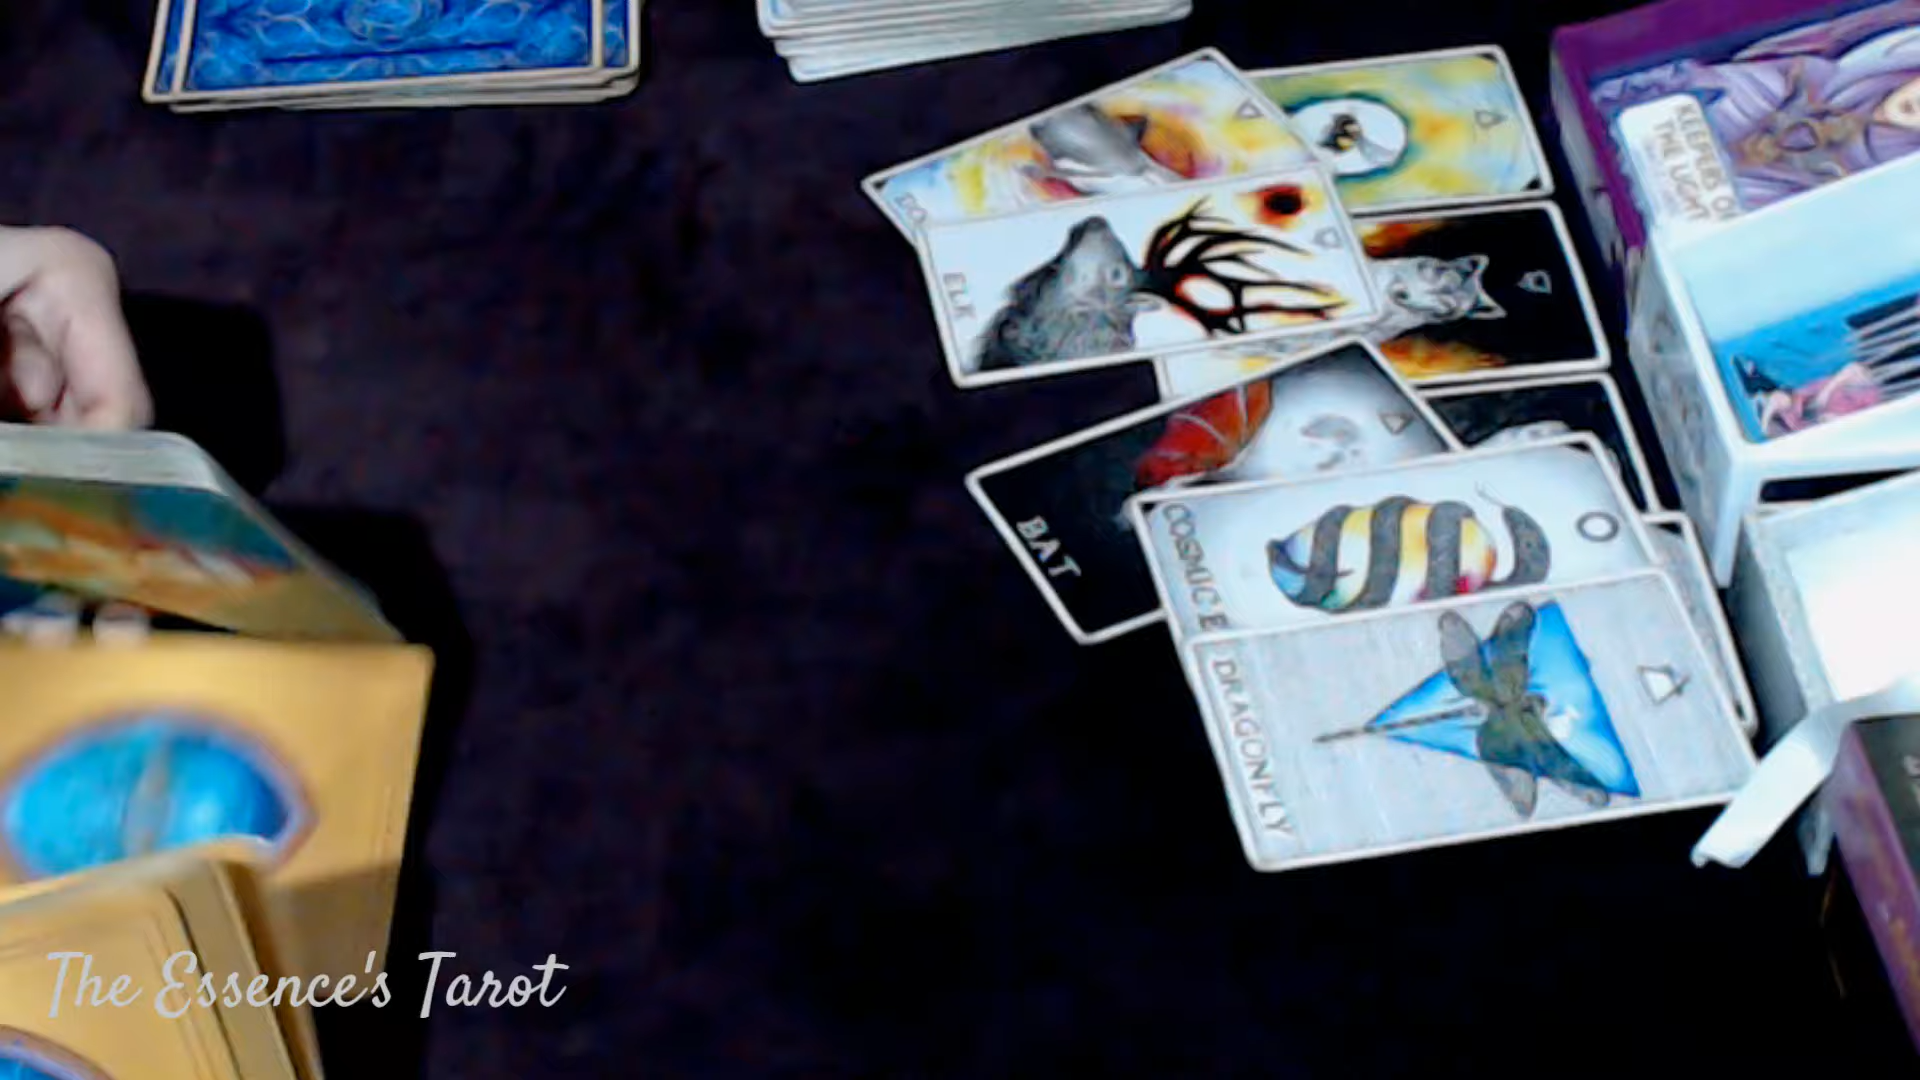 KEEPERS OF
THE LIGHT
ELK
BAT
COSMIC E
DRAGONFLY
The Essence's Tarot